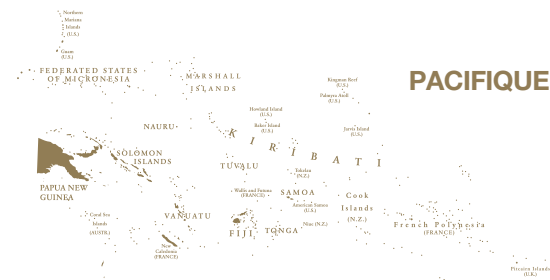 Northern
Mariana
Islands
(U.S.)
Guam
(U.S.)
FEDERATED STATES
OF MICRONESIA
MARSHALL
ISLANDS
Kingman Reef
(U.S.)
Palmyra Atoll
(U.S.)
PACIFIQUE
Howland Island
(U.S.)
Baker Island
(U.S.)
Jarvis Island
(U.S.)
NAURU
KIRIBATI
SOLOMON
ISLANDS
TUVALU
Tokelau
(N.Z.)
PAPUA NEW
GUINEA
Wallis and Futuna
(FRANCE)
SAMOA
American Samoa
(U.S.)
Cook
Islands
(N.Z.)
Coral Sea
Islands
(AUSTR.)
VANUATU
FIJI
TONGA
Niue (N.Z.)
French Polynesia
(FRANCE)
New
Caledonia
(FRANCE)
Pitcairn Islands
(U.K.)